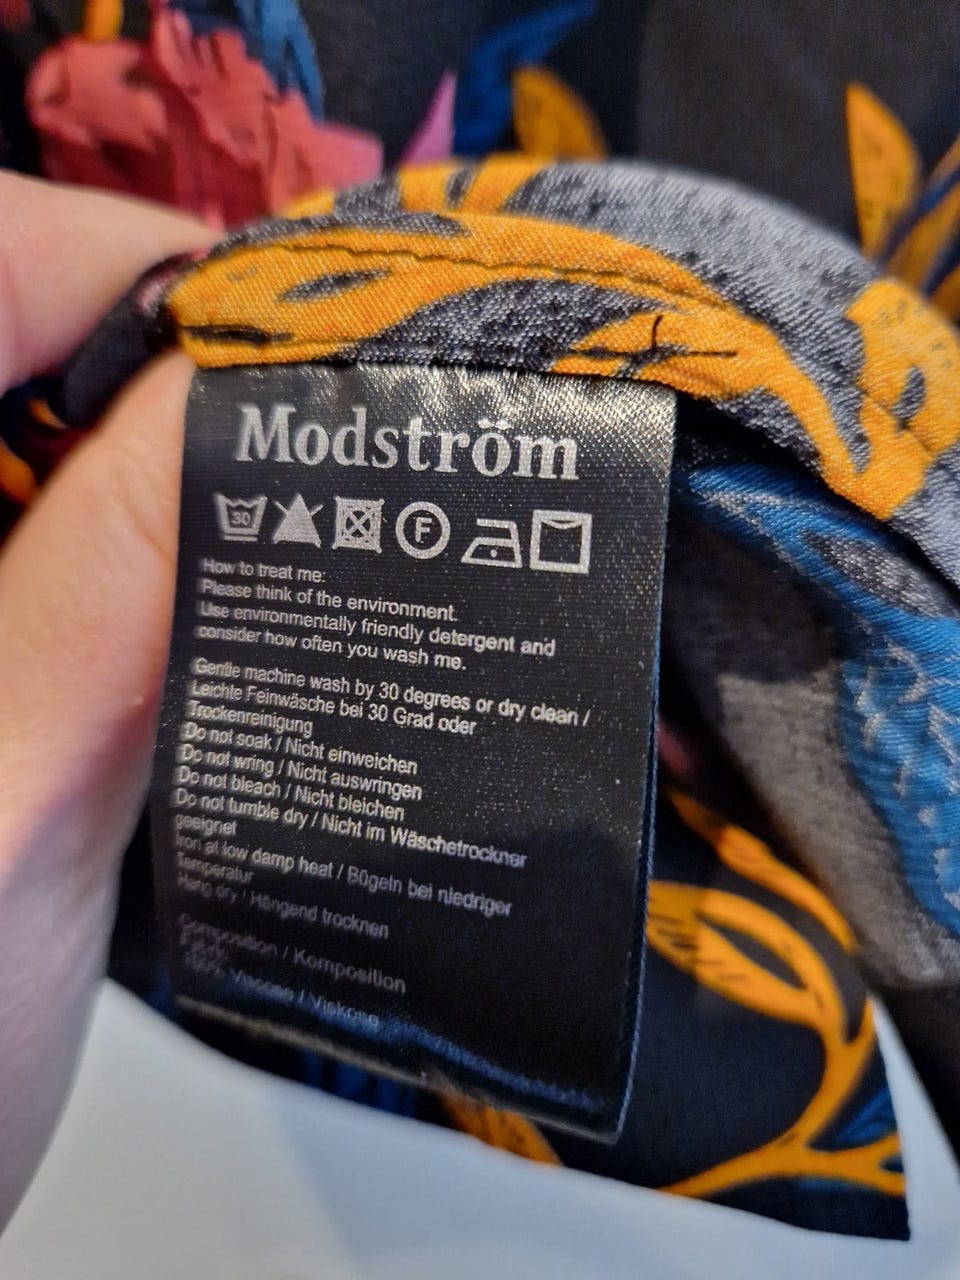 Modström
30
F
How to treat me:
Please think of the environment.
Use environmentally friendly detergent and
consider how often you wash me.
Gentle machine wash by 30 degrees or dry clean /
Leichte Feinwäsche bei 30 Grad oder
Trockenreinigung
Do not soak / Nicht einweichen
Do not wring / Nicht auswringen
Do not bleach / Nicht bleichen
Do not tumble dry / Nicht im Wäschetrockner
geeignet
Iron at low damp heat / Bügeln bei niedriger
Temperatur
Hang dry / Hängend trocknen
Composition / Komposition
100% Viscose / Viskose